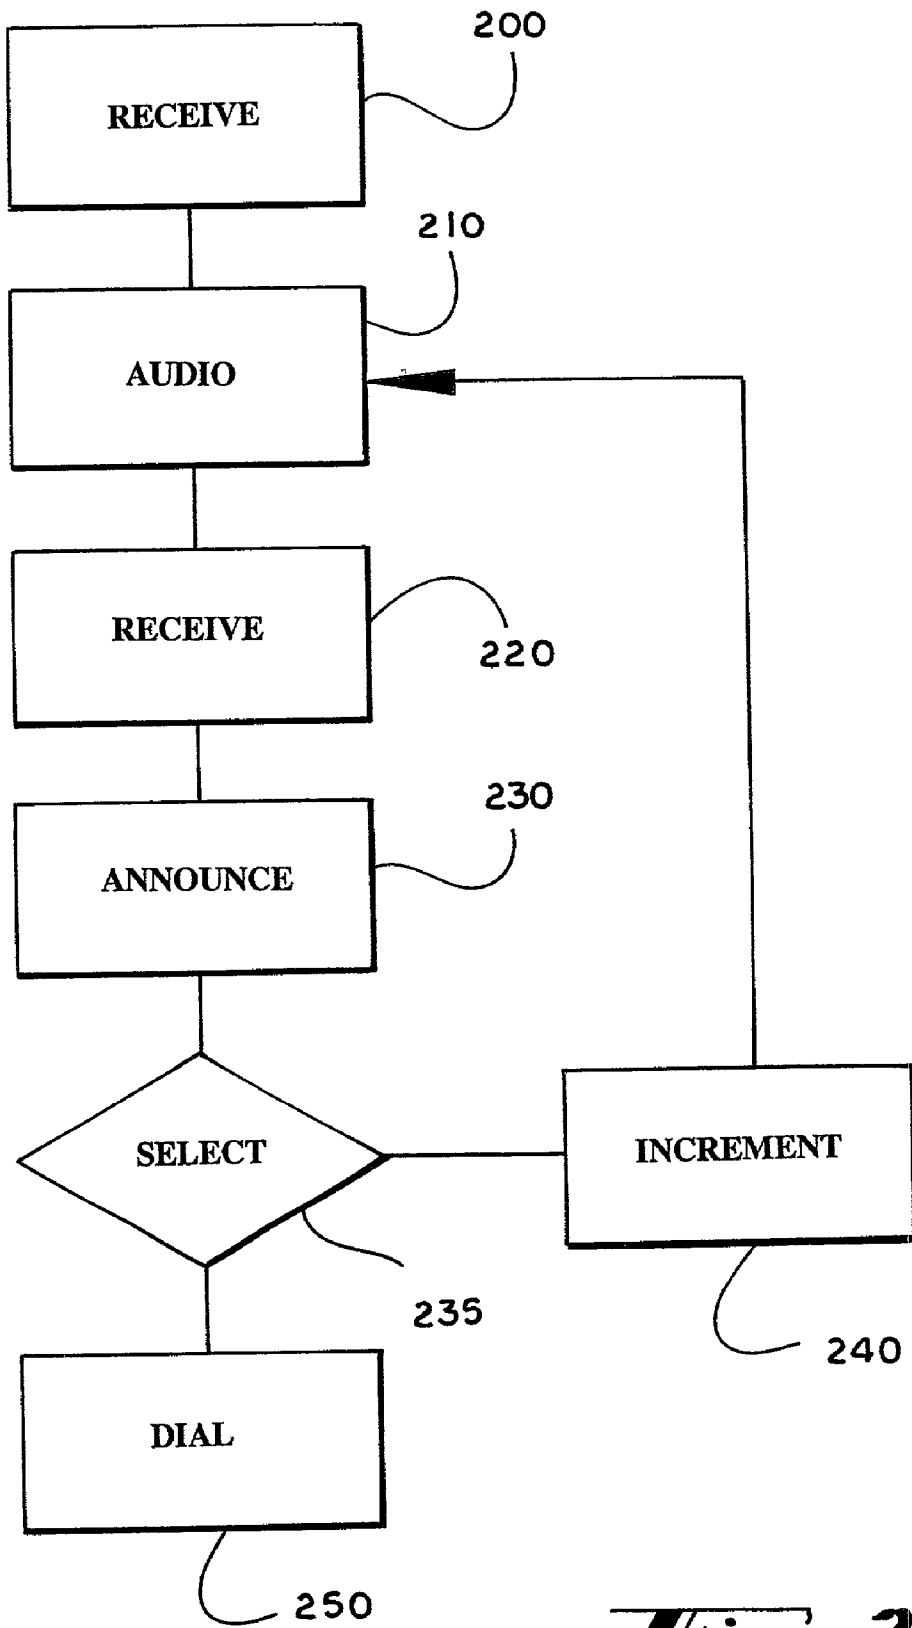 200
RECEIVE
210
AUDIO
RECEIVE
220
230
ANNOUNCE
SELECT
INCREMENT
235
240
DIAL
250